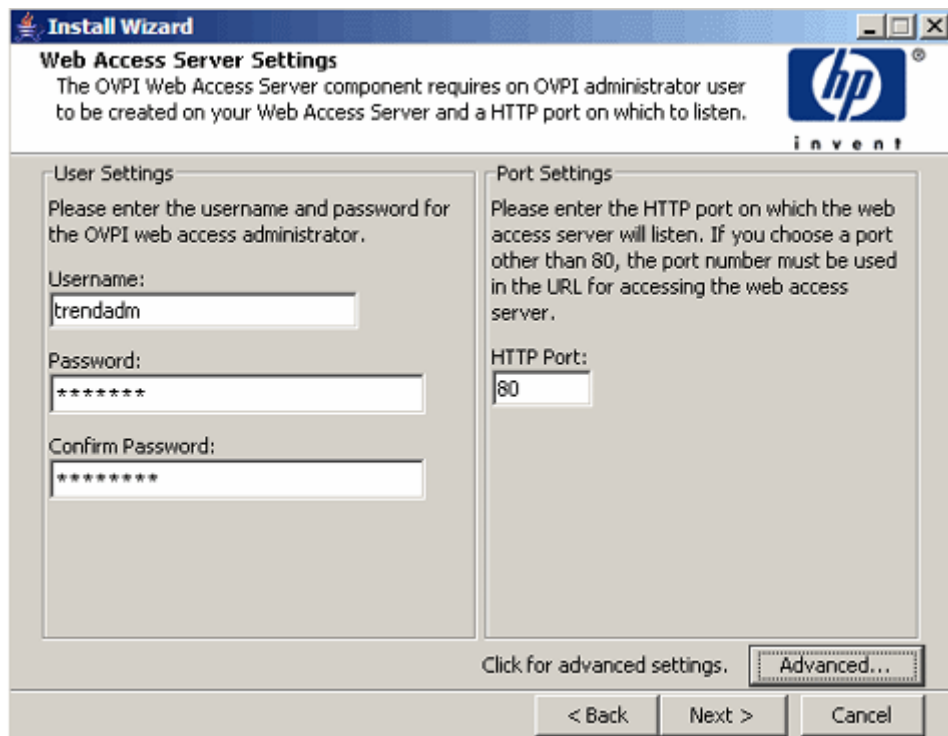 Install Wizard
Web Access Server Settings
The OVPI Web Access Server component requires on OVPI administrator user
to be created on your Web Access Server and a HTTP port on which to listen.
hp
®
invent
User Settings
Please enter the username and password for
the OVPI web access administrator.
Username:
trendadm
Password:
*******
Confirm Password:
********
Port Settings
Please enter the HTTP port on which the web
access server will listen. If you choose a port
other than 80, the port number must be used
in the URL for accessing the web access
server.
HTTP Port:
80
Click for advanced settings.
Advanced...
< Back
Next >
Cancel